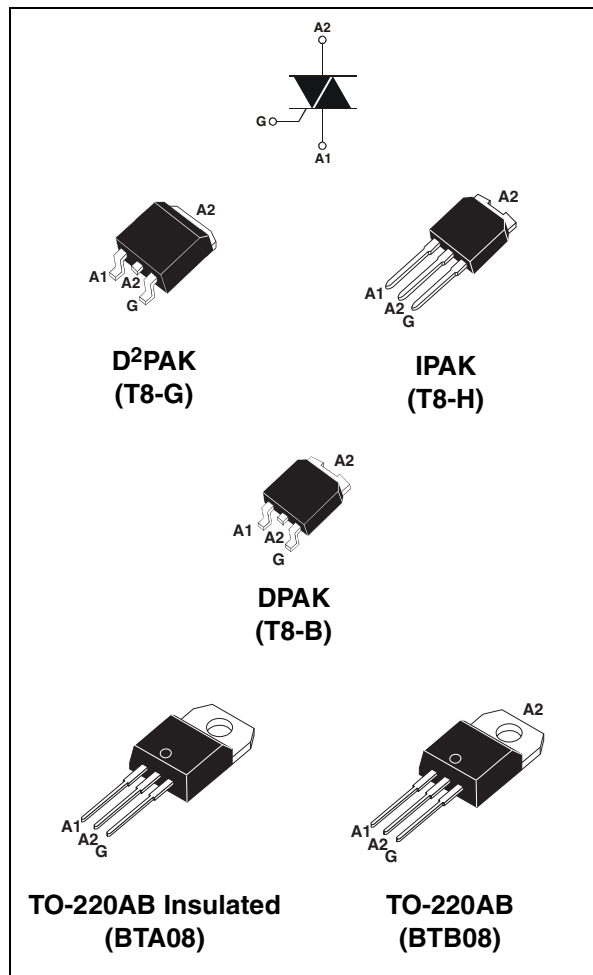 A2
G
A1
A2
A1
A2
G
A2
A1
A2
G
D²PAK
(T8-G)
IPAK
(T8-H)
A2
A1
A2
G
DPAK
(T8-B)
A1
A2
G
A2
A1
A2
G
TO-220AB Insulated
(BTA08)
TO-220AB
(BTB08)